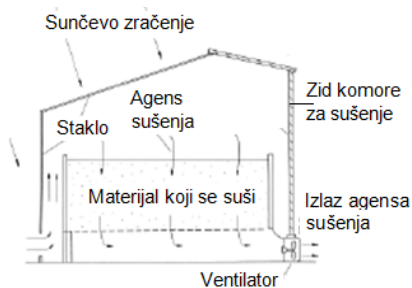 Sunčevo zračenje
Agens
sušenja
Staklo
Zid komore
za sušenje
Materijal koji se suši
Izlaz agensa
sušenja
Ventilator